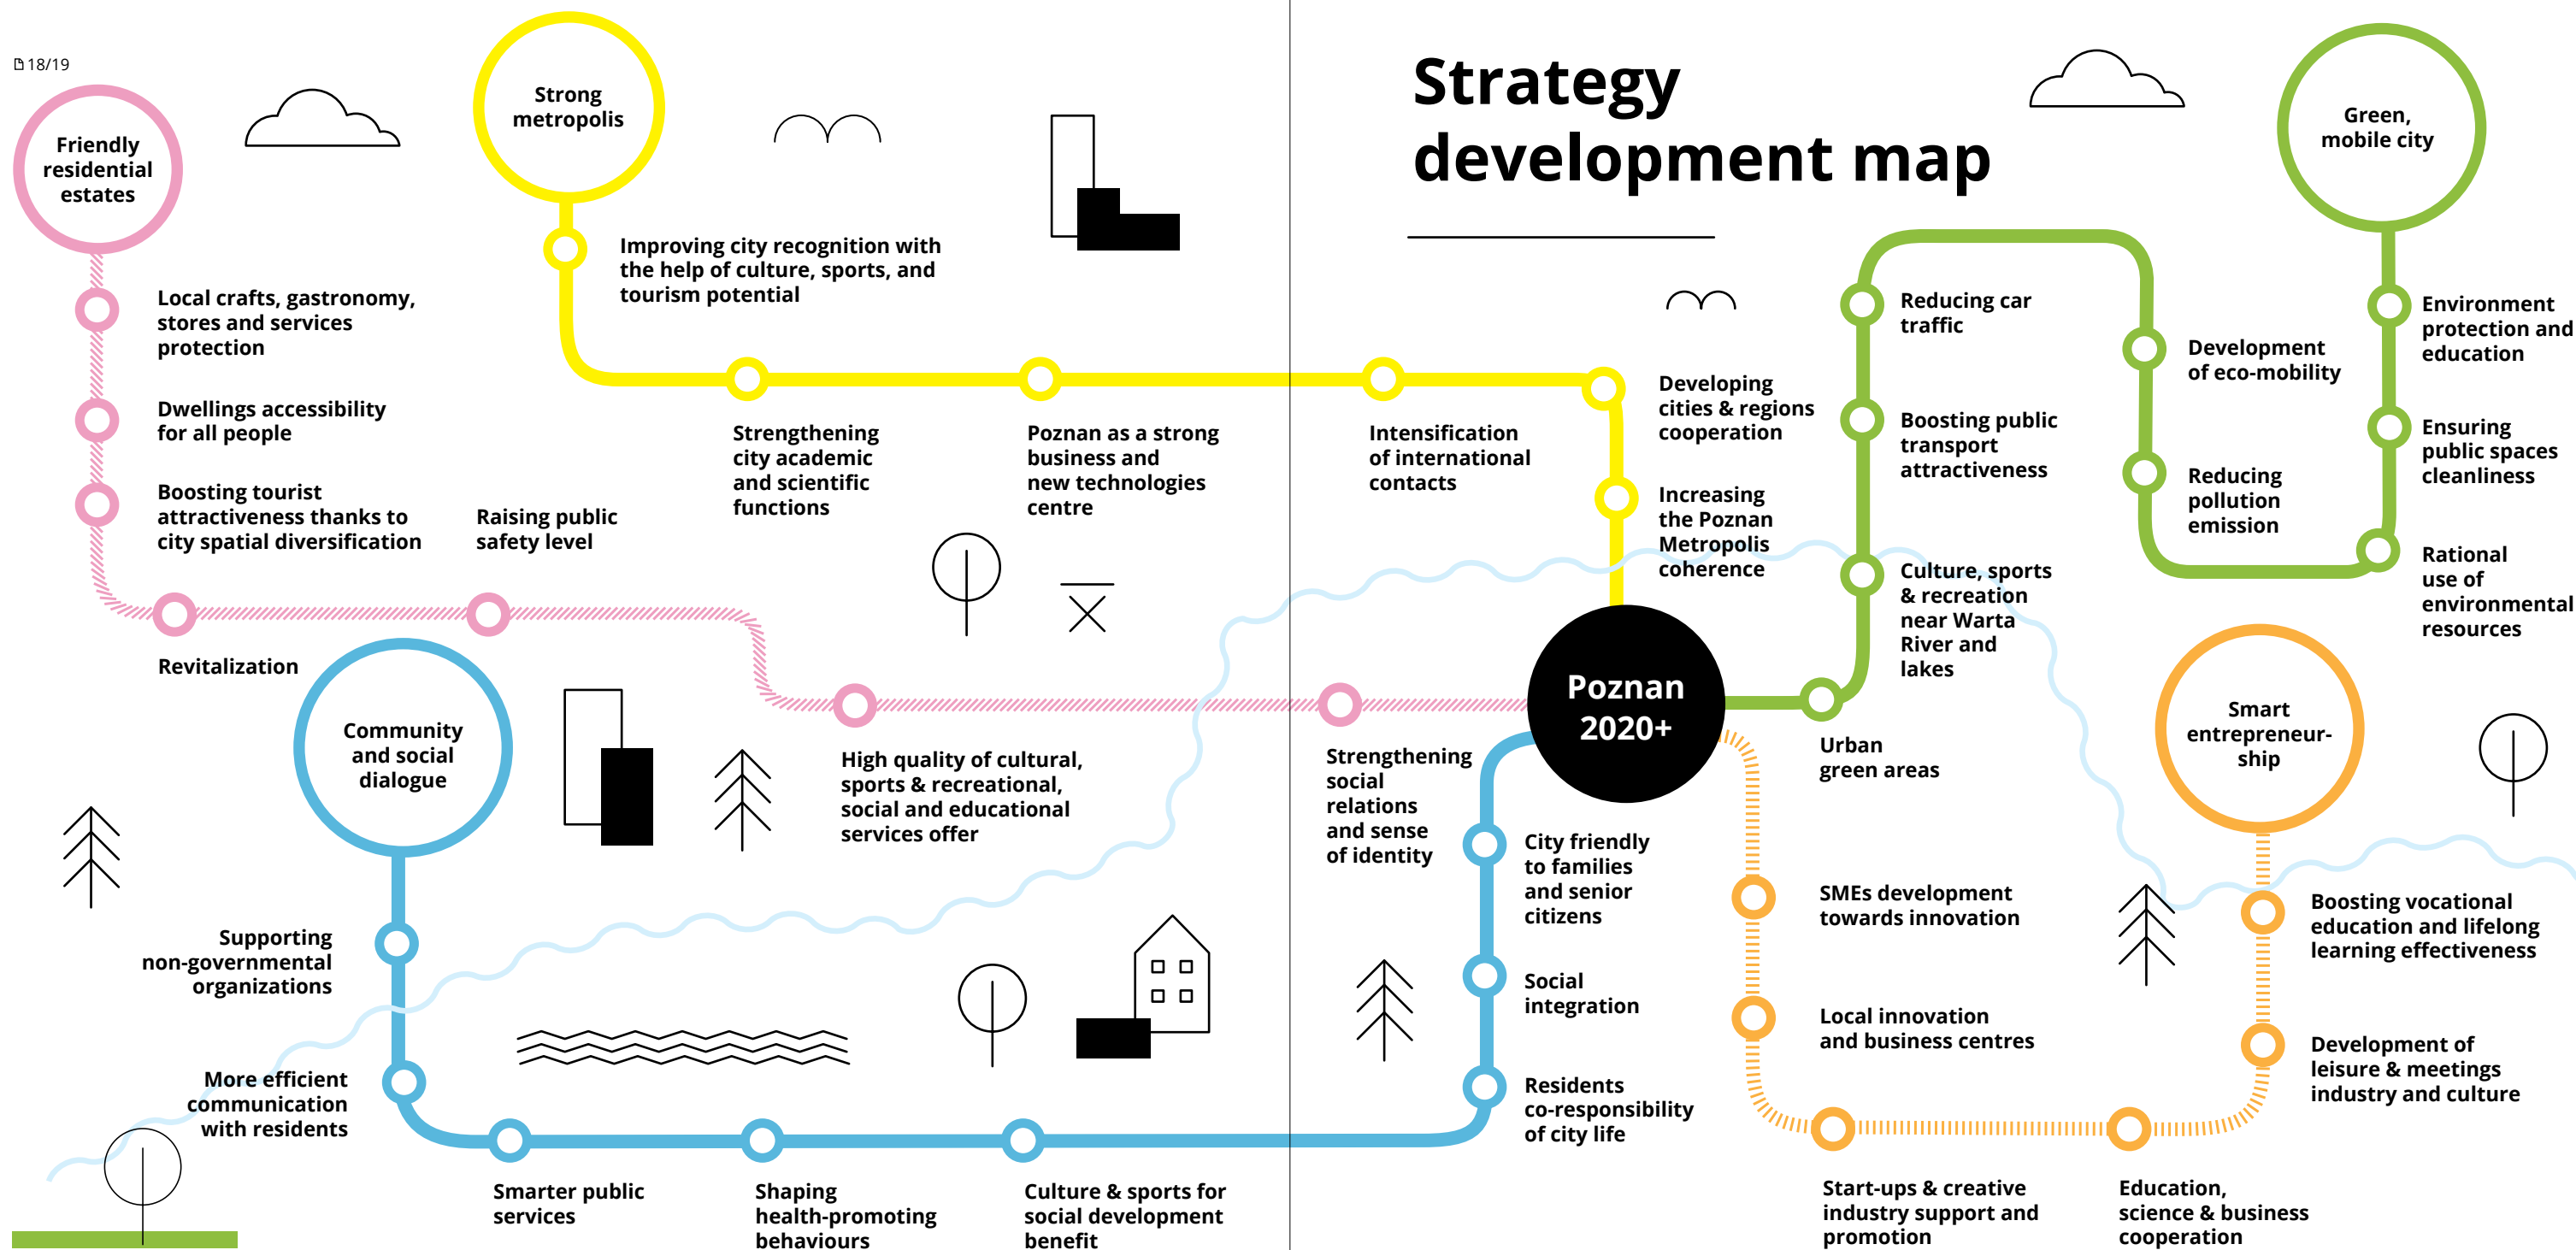 18/19
Strategy
development map
Friendly
residential
estates
Local crafts, gastronomy,
stores and services
protection
Dwellings accessibility
for all people
Boosting tourist
attractiveness thanks to
city spatial diversification
Revitalization
Raising public
safety level
High quality of cultural,
sports & recreational,
social and educational
services offer
Strengthening
social
relations
and sense
of identity
Strong
metropolis
Improving city recognition with
the help of culture, sports, and
tourism potential
Strengthening
city academic
and scientific
functions
Poznan as a strong
business and
new technologies
centre
Intensification
of international
contacts
Developing
cities & regions
cooperation
Increasing
the Poznan
Metropolis
coherence
Poznan
2020+
Green,
mobile city
Environment
protection and
education
Ensuring
public spaces
cleanliness
Rational
use of
environmental
resources
Reducing
pollution
emission
Development
of eco-mobility
Reducing car
traffic
Boosting public
transport
attractiveness
Culture, sports
& recreation
near Warta
River and
lakes
Urban
green areas
Community
and social
dialogue
Supporting
non-governmental
organizations
More efficient
communication
with residents
Smarter public
services
Shaping
health-promoting
behaviours
Culture & sports for
social development
benefit
Residents
co-responsibility
of city life
Social
integration
City friendly
to families
and senior
citizens
Smart
entrepreneur-
ship
Boosting vocational
education and lifelong
learning effectiveness
Development of
leisure & meetings
industry and culture
Education,
science & business
cooperation
Start-ups & creative
industry support and
promotion
Local innovation
and business centres
SMEs development
towards innovation